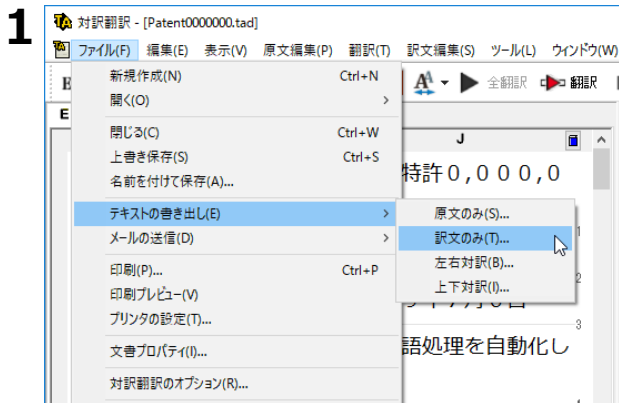 1
対訳翻訳 - [Patent0000000.tad]
ファイル(F) 編集(E) 表示(V) 原文編集(P) 翻訳(T) 訳文編集(S) ツール(L) ウィンドウ(W)
新規作成(N) Ctrl+N
全翻訳 翻訳
開く(O) >
E
閉じる(C) Ctrl+W
J
上書き保存(S) Ctrl+S
名前を付けて保存(A)...
特許0,000,0
テキストの書き出し(E) >
原文のみ(S)...
1
メールの送信(D) >
訳文のみ(T)...
左右対訳(B)...
印刷(P)... Ctrl+P
上下対訳(I)...
2
印刷プレビュー(V)
プリンタの設定(T)...
3
文書プロパティ(I)...
語処理を自動化し
対訳翻訳のオプション(R)...